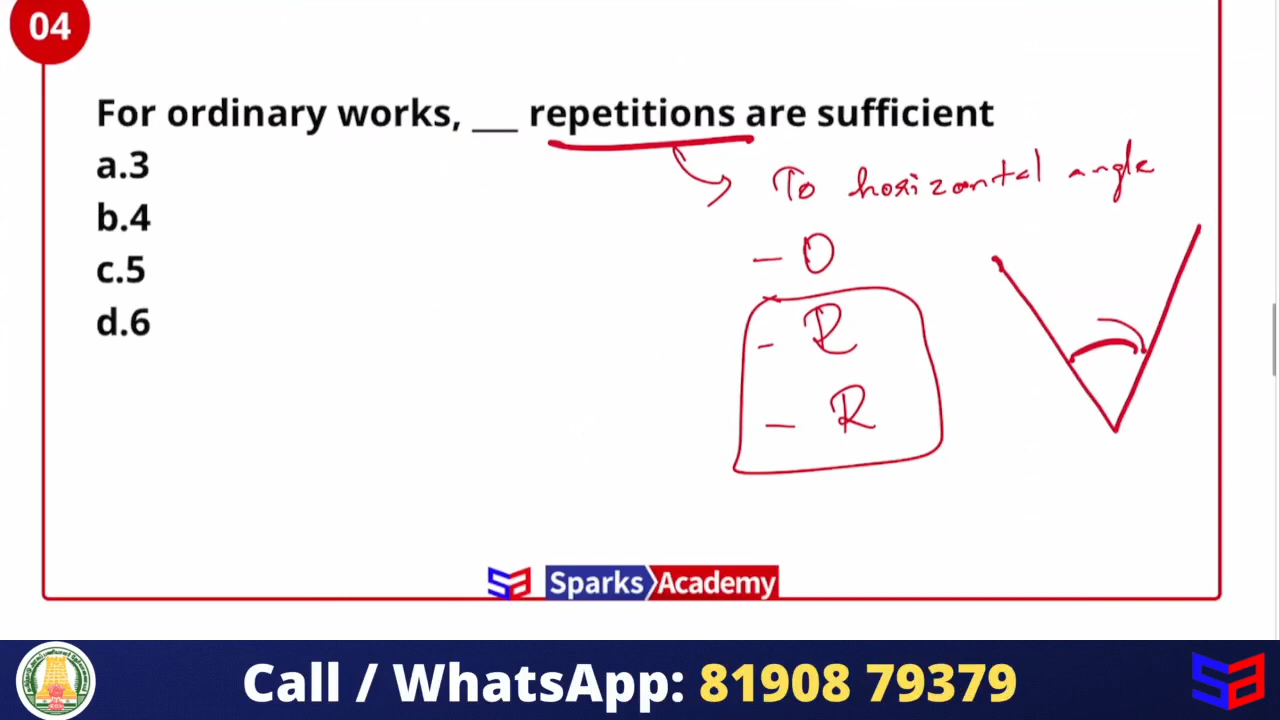 04
For ordinary works, ___ repetitions are sufficient
a.3
b.4
c.5
d.6
To horizontal angle
- O
- R
- R
Sparks Academy
Call / WhatsApp: 81908 79379